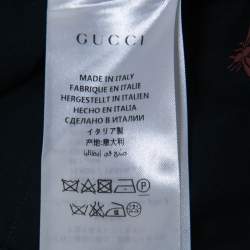 GUCCI
MADE IN ITALY
FABRIQUE EN ITALIE
HERGESTELLT IN ITALIEN
HECHO EN ITALIA
СДЕЛАНО В ИТАЛИИ
イタリア製
产地:意大利
صنع في إيطاليا